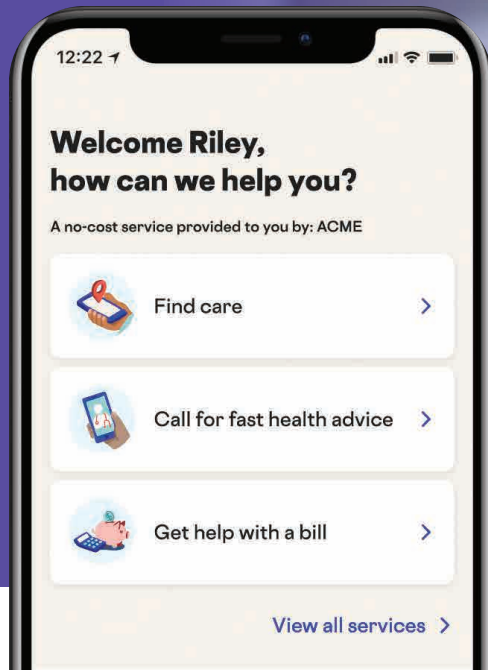 12:22
Welcome Riley,
how can we help you?
A no-cost service provided to you by: ACME
Find care
Call for fast health advice
Get help with a bill
View all services